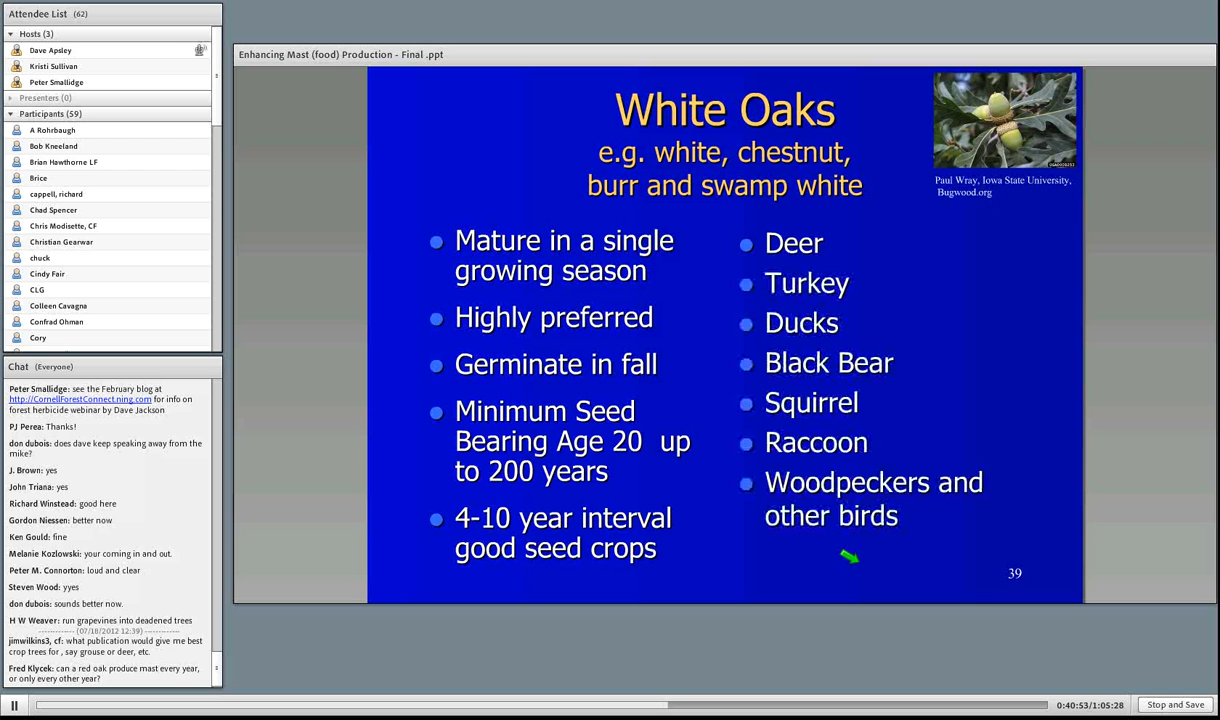 Attendee List (62)
Hosts (3)
Dave Apsley
Kristi Sullivan
Peter Smallidge
Presenters (0)
Participants (59)
A Rohrbaugh
Bob Kneeland
Brian Hawthorne LF
Brice
cappell, richard
Chad Spencer
Chris Modisette, CF
Christian Gearwar
chuck
Cindy Fair
CLG
Colleen Cavagna
Confrad Ohman
Cory
Chat (Everyone)
Peter Smallidge: see the February blog at
http://CornellForestConnect.ning.com for info on
forest herbicide webinar by Dave Jackson
PJ Perea: Thanks!
don dubois: does dave keep speaking away from the
mike?
J. Brown: yes
John Triana: yes
Richard Winstead: good here
Gordon Niessen: better now
Ken Gould: fine
Melanie Kozlowski: your coming in and out.
Peter M. Connorton: loud and clear
Steven Wood: yyes
don dubois: sounds better now.
H W Weaver: run grapevines into deadened trees
------------- (07/18/2012 12:39) -------------
jimwilkins3, cf: what publication would give me best
crop trees for , say grouse or deer, etc.
Fred Klycek: can a red oak produce mast every year,
or only every other year?
Enhancing Mast (food) Production - Final .ppt
White Oaks
e.g. white, chestnut,
burr and swamp white
Paul Wray, Iowa State University,
Bugwood.org
Mature in a single
growing season
Highly preferred
Germinate in fall
Minimum Seed
Bearing Age 20 up
to 200 years
4-10 year interval
good seed crops
Deer
Turkey
Ducks
Black Bear
Squirrel
Raccoon
Woodpeckers and
other birds
39
0:40:53/1:05:28
Stop and Save